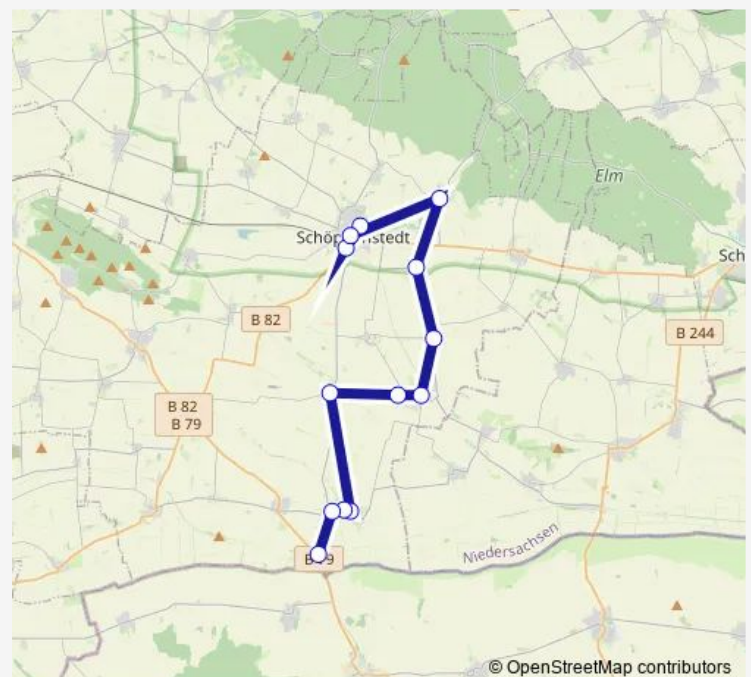 Elm
Schöppenstedt
Sch
B 82
B 244
B 82
B 79
Niedersachsen
B 79
© OpenStreetMap contributors